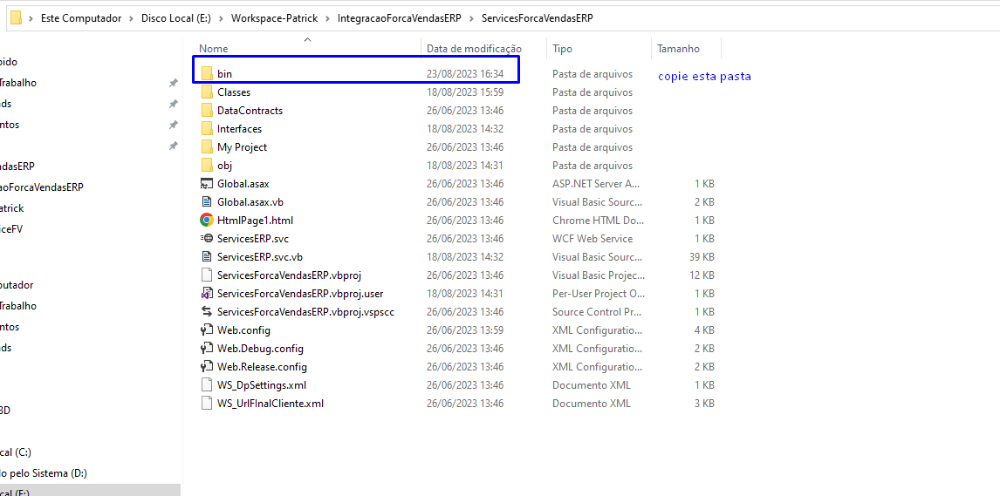 Este Computador > Disco Local (E:) > Workspace-Patrick > IntegracaoForcaVendasERP > ServicesForcaVendasERP
Nome Data de modificação Tipo Tamanho
bin 23/08/2023 16:34 Pasta de arquivos copie esta pasta
Classes 18/08/2023 15:59 Pasta de arquivos
DataContracts 26/06/2023 13:46 Pasta de arquivos
Interfaces 18/08/2023 14:32 Pasta de arquivos
My Project 26/06/2023 13:46 Pasta de arquivos
obj 18/08/2023 14:31 Pasta de arquivos
Global.asax 26/06/2023 13:46 ASP.NET Server A... 1 KB
Global.asax.vb 26/06/2023 13:46 Visual Basic Sourc... 2 KB
HtmlPage1.html 26/06/2023 13:46 Chrome HTML Do... 1 KB
ServicesERP.svc 26/06/2023 13:46 WCF Web Service 1 KB
ServicesERP.svc.vb 18/08/2023 14:32 Visual Basic Sourc... 39 KB
ServicesForcaVendasERP.vbproj 26/06/2023 13:46 Visual Basic Projec... 12 KB
ServicesForcaVendasERP.vbproj.user 18/08/2023 14:31 Per-User Project O... 1 KB
ServicesForcaVendasERP.vbproj.vspscc 26/06/2023 13:46 Source Control Pr... 1 KB
Web.config 26/06/2023 13:59 XML Configuratio... 4 KB
Web.Debug.config 26/06/2023 13:46 XML Configuratio... 2 KB
Web.Release.config 26/06/2023 13:46 XML Configuratio... 2 KB
WS_DpSettings.xml 26/06/2023 13:46 Documento XML 1 KB
WS_UrlFInalCliente.xml 26/06/2023 13:46 Documento XML 3 KB
pido
Trabalho
ds
ntos
dasERP
aoForcaVendasERP
atrick
iceFV
putador
Trabalho
ntos
ds
3D
cal (C:)
lo pelo Sistema (D:)
cal (E:)